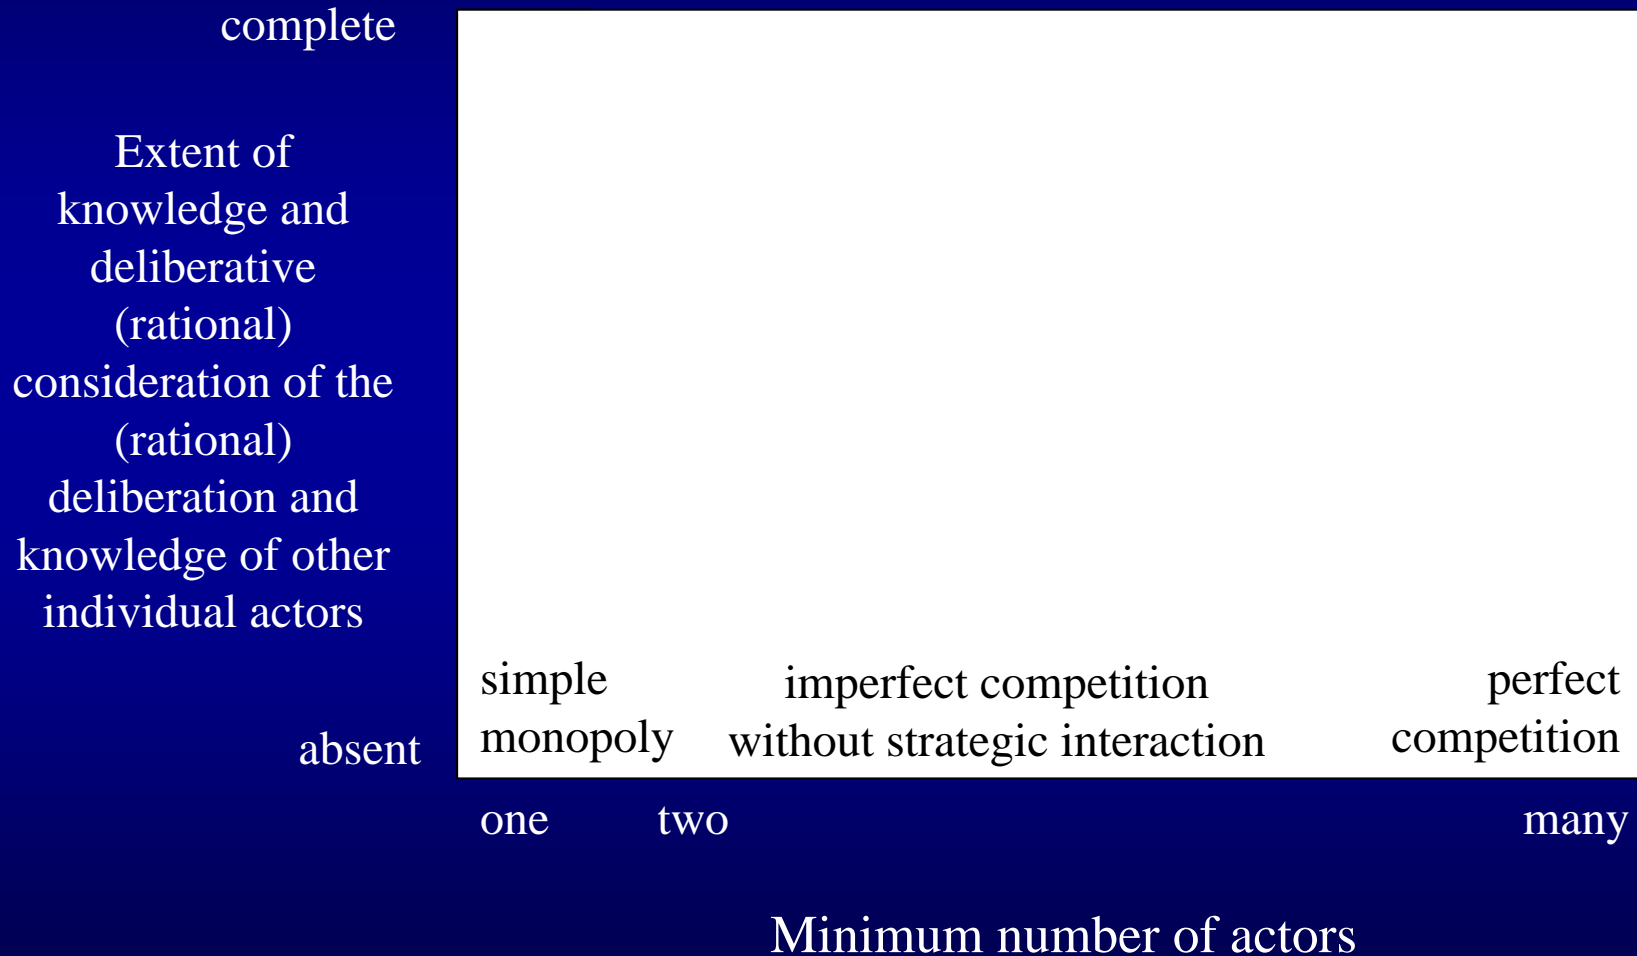 complete
Extent of
knowledge and
deliberative
(rational)
consideration of the
(rational)
deliberation and
knowledge of other
individual actors
absent
simple
monopoly
imperfect competition
without strategic interaction
perfect
competition
one
two
many
Minimum number of actors